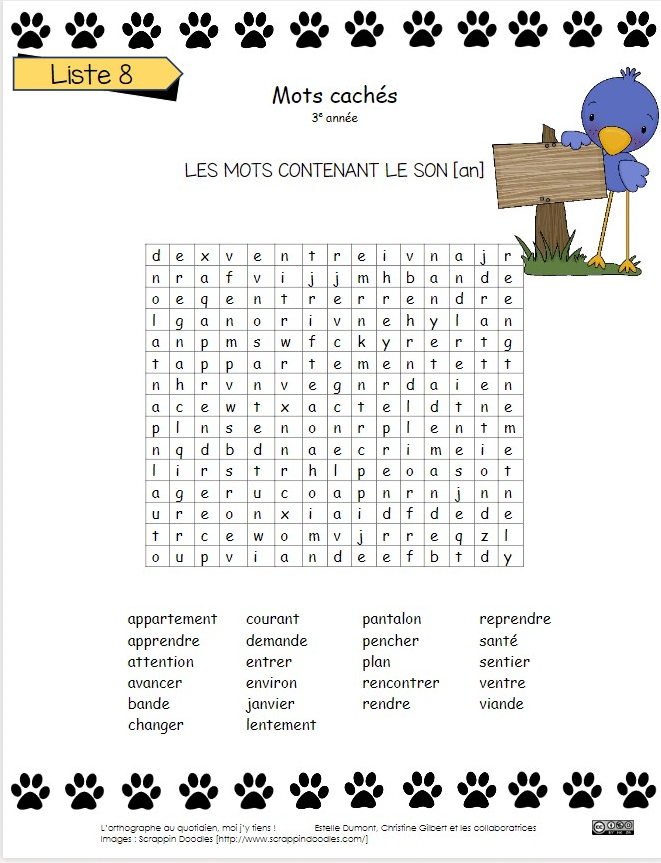 Liste 8
Mots cachés
3e année
LES MOTS CONTENANT LE SON [an]
d e x v e n t r e i v n a j r
n r a f v i j j m h b a n d e
o e q e n t r e r r e n d r e
l g a n o r i v n e h y l a n
a n p m s w f c k y r e r t g
t a p p a r t e m e n t e t t
n h r v n v e g n r d a i e n
a c e w t x a c t e l d t n e
p l n s e n o n r p l e n t m
n q d b d n a e c r i m e i e
l i r s t r h l p e o a s o t
a g e r u c o a p n r n j n n
u r e o n x i a i d f d e d e
t r c e w o m v j r r e q z l
o u p v i a n d e e f b t d y
appartement courant pantalon reprendre
apprendre demande pencher santé
attention entrer plan sentier
avancer environ rencontrer ventre
bande janvier rendre viande
changer lentement
L'orthographe au quotidien, moi j'y tiens ! Estelle Dumont, Christine Gilbert et les collaboratrices
Images : Scrappin Doodles [http://www.scrappindoodles.com/]